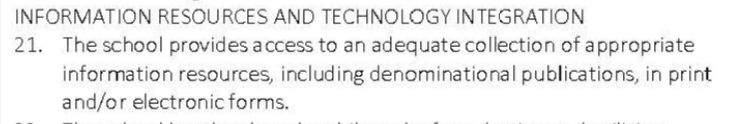 INFORMATION RESOURCES AND TECHNOLOGY INTEGRATION
21. The school provides access to an adequate collection of appropriate
information resources, including denominational publications, in print
and/or electronic forms.